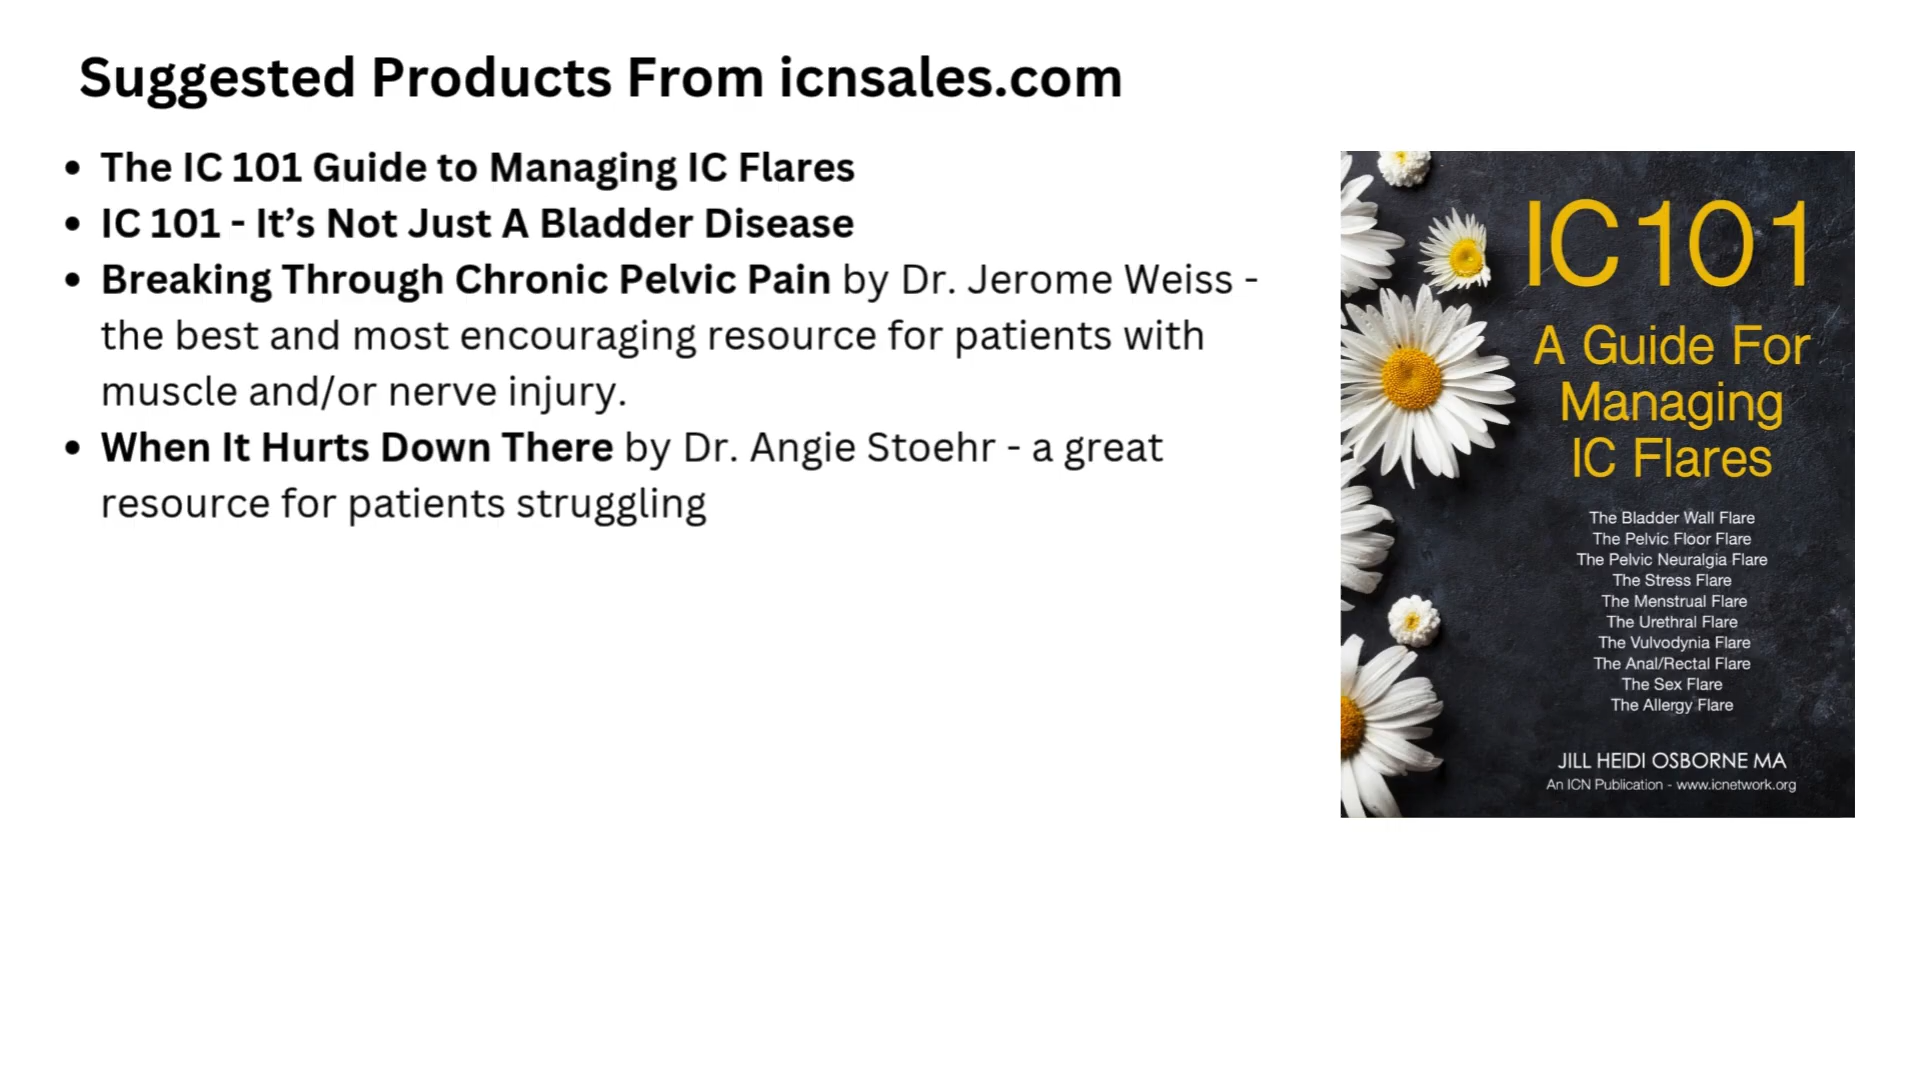 Suggested Products From icnsales.com
• The IC 101 Guide to Managing IC Flares
• IC 101 - It’s Not Just A Bladder Disease
• Breaking Through Chronic Pelvic Pain by Dr. Jerome Weiss -
the best and most encouraging resource for patients with
muscle and/or nerve injury.
• When It Hurts Down There by Dr. Angie Stoehr - a great
resource for patients struggling
IC101
A Guide For
Managing
IC Flares
The Bladder Wall Flare
The Pelvic Floor Flare
The Pelvic Neuralgia Flare
The Stress Flare
The Menstrual Flare
The Urethral Flare
The Vulvodynia Flare
The Anal/Rectal Flare
The Sex Flare
The Allergy Flare
JILL HEIDI OSBORNE MA
An ICN Publication - www.icnetwork.org